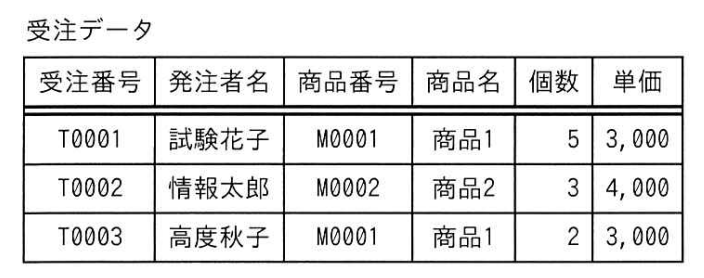 受注データ
受注番号 発注者名 商品番号 商品名 個数 単価
T0001 試験花子 M0001 商品1 5 3,000
T0002 情報太郎 M0002 商品2 3 4,000
T0003 高度秋子 M0001 商品1 2 3,000